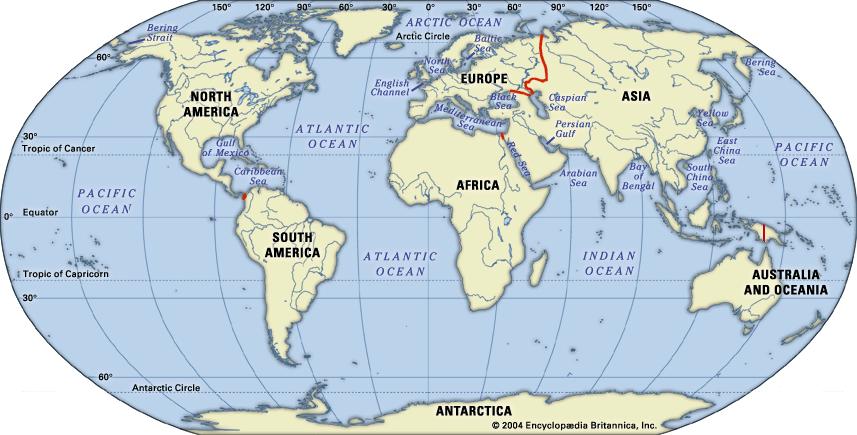 150° 120° 90° 60° 30° 0° 30° 60° 90° 120° 150°
ARCTIC OCEAN
Bering
Strait
Arctic Circle
Baltic
Sea
60°
North
Sea
Bering
Sea
EUROPE
English
Channel
NORTH
AMERICA
ASIA
Black
Sea
Caspian
Sea
Mediterranean
Sea
Yellow
Sea
ATLANTIC
OCEAN
Persian
Gulf
30°
Tropic of Cancer
Gulf
of Mexico
Red Sea
East
China
Sea
PACIFIC
OCEAN
Caribbean
Sea
Arabian
Sea
Bay
of
Bengal
South
China
Sea
AFRICA
PACIFIC
OCEAN
0°
Equator
SOUTH
AMERICA
ATLANTIC
OCEAN
INDIAN
OCEAN
Tropic of Capricorn
AUSTRALIA
AND OCEANIA
30°
60°
Antarctic Circle
ANTARCTICA
© 2004 Encyclopædia Britannica, Inc.